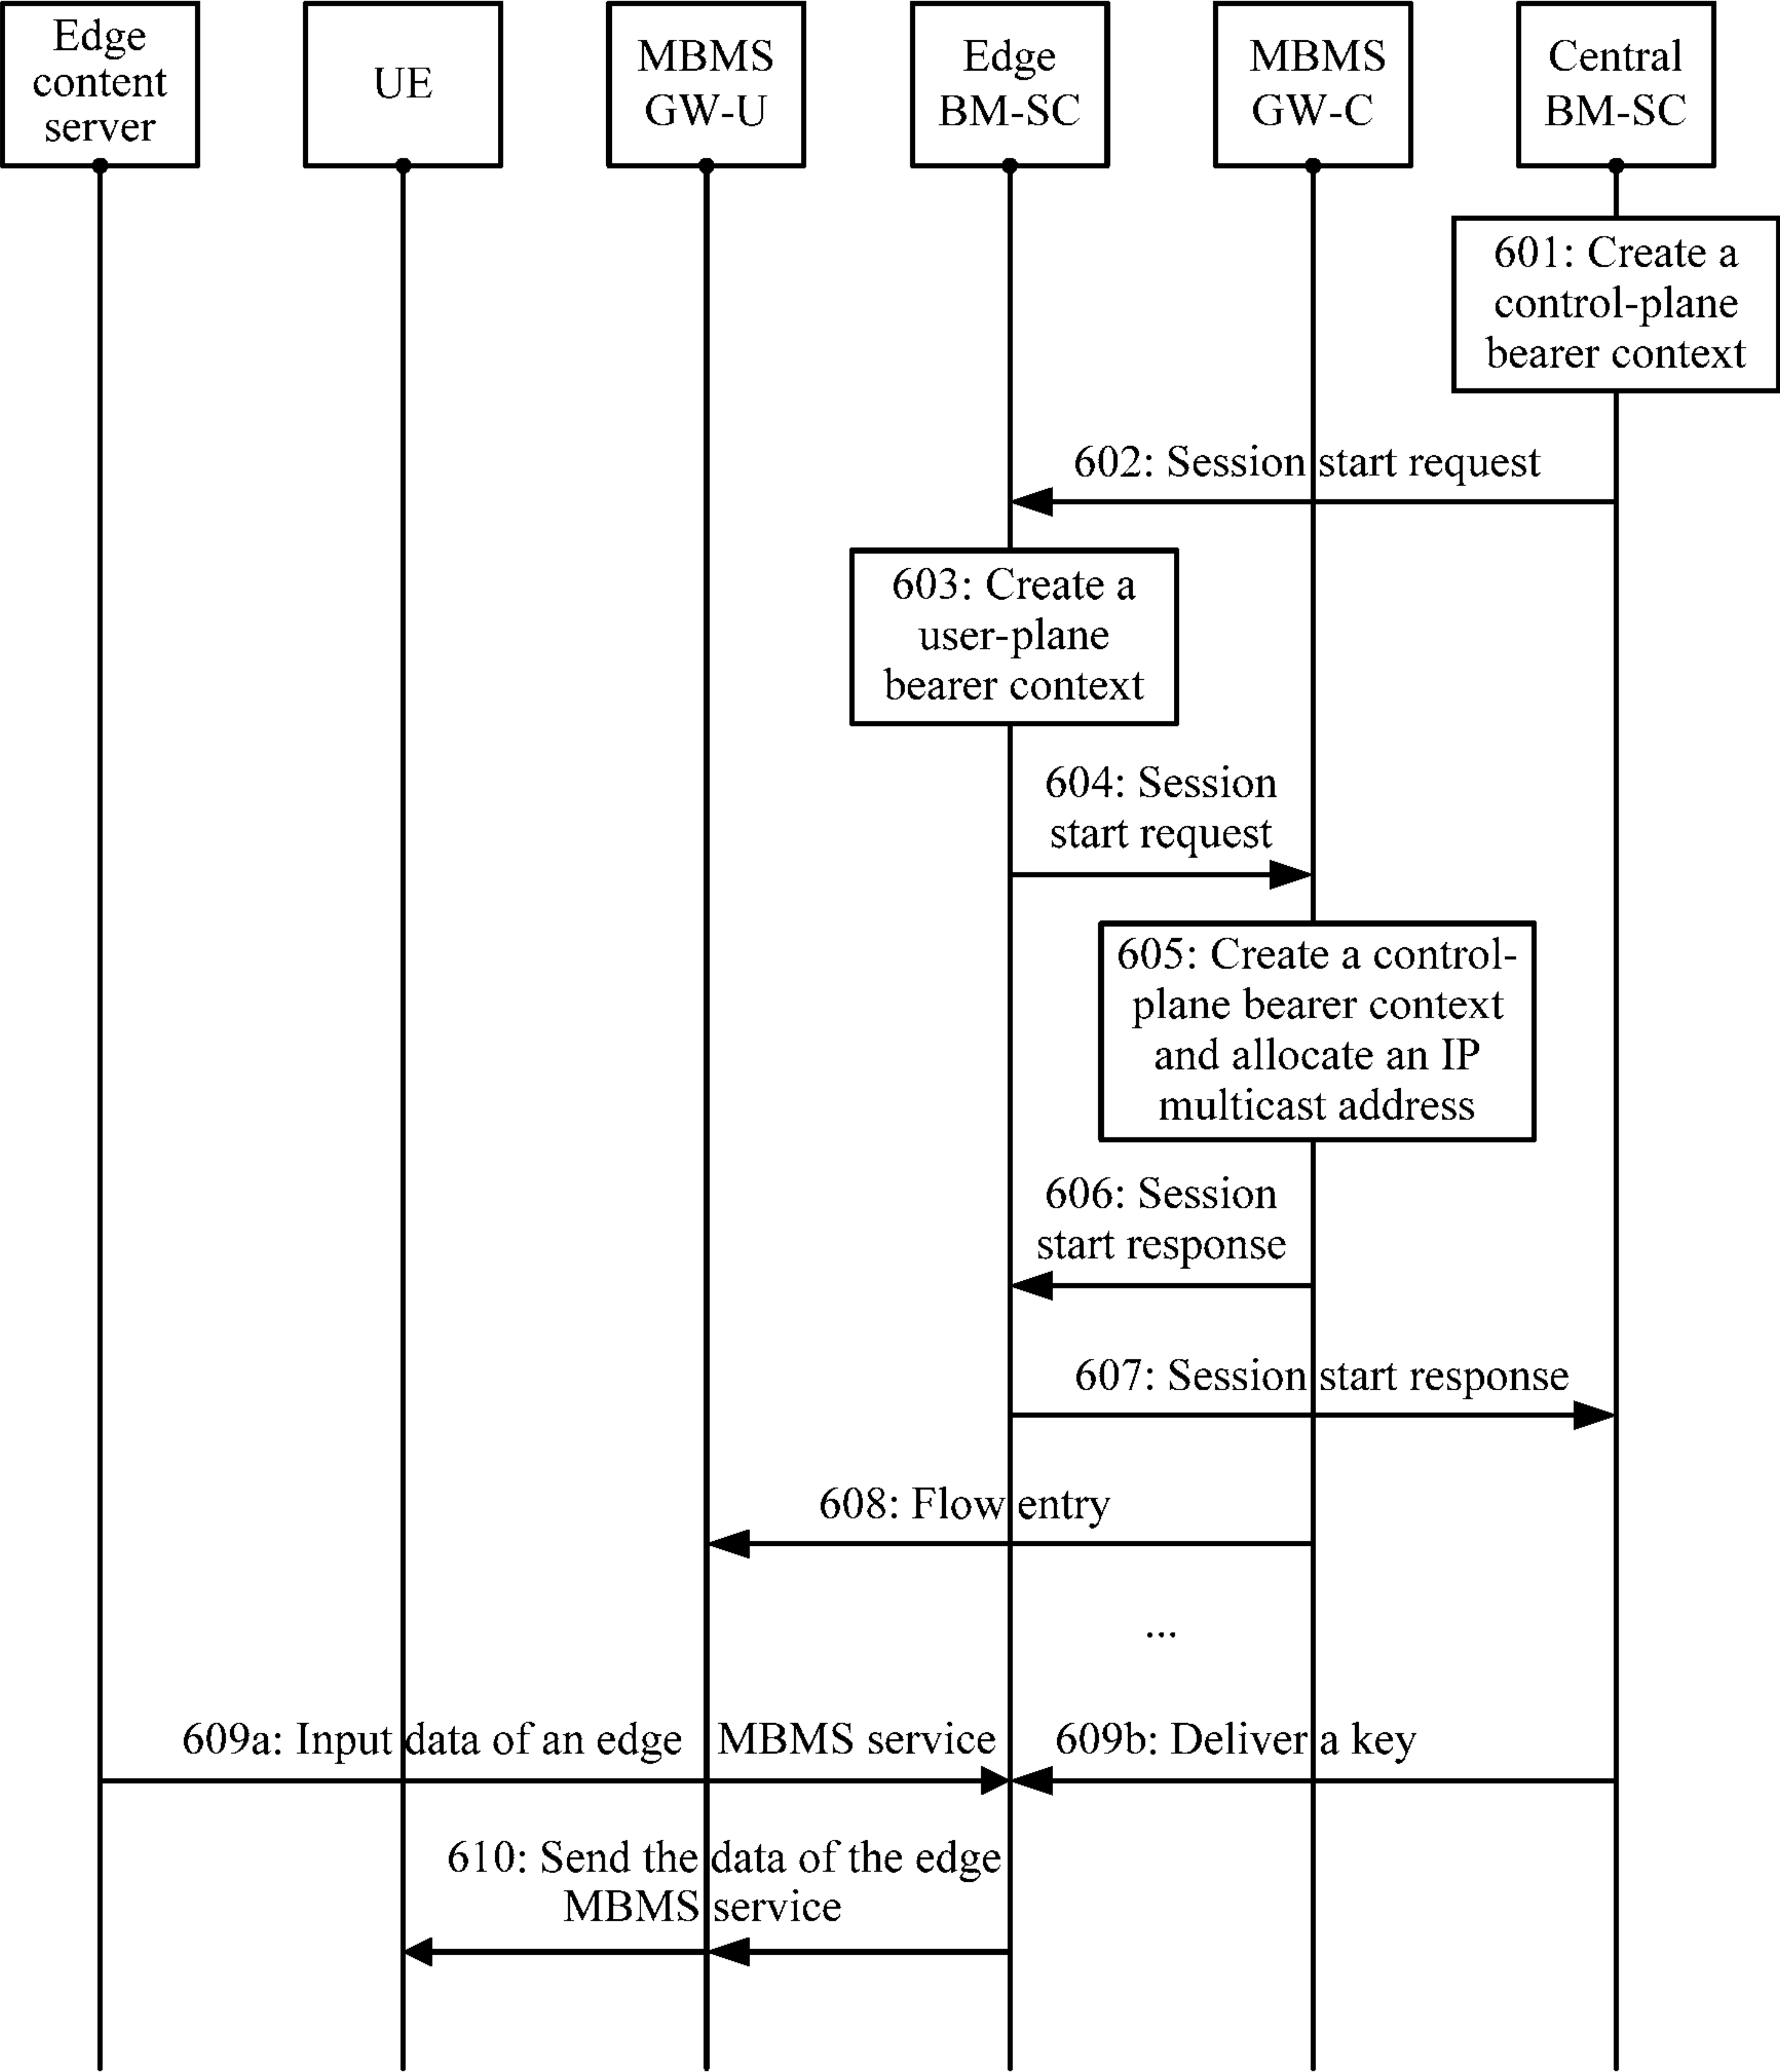 Edge
content
server
UE
MBMS
GW-U
Edge
BM-SC
MBMS
GW-C
Central
BM-SC
601: Create a
control-plane
bearer context
602: Session start request
603: Create a
user-plane
bearer context
604: Session
start request
605: Create a control-
plane bearer context
and allocate an IP
multicast address
606: Session
start response
607: Session start response
608: Flow entry
...
609a: Input data of an edge MBMS service
609b: Deliver a key
610: Send the data of the edge
MBMS service